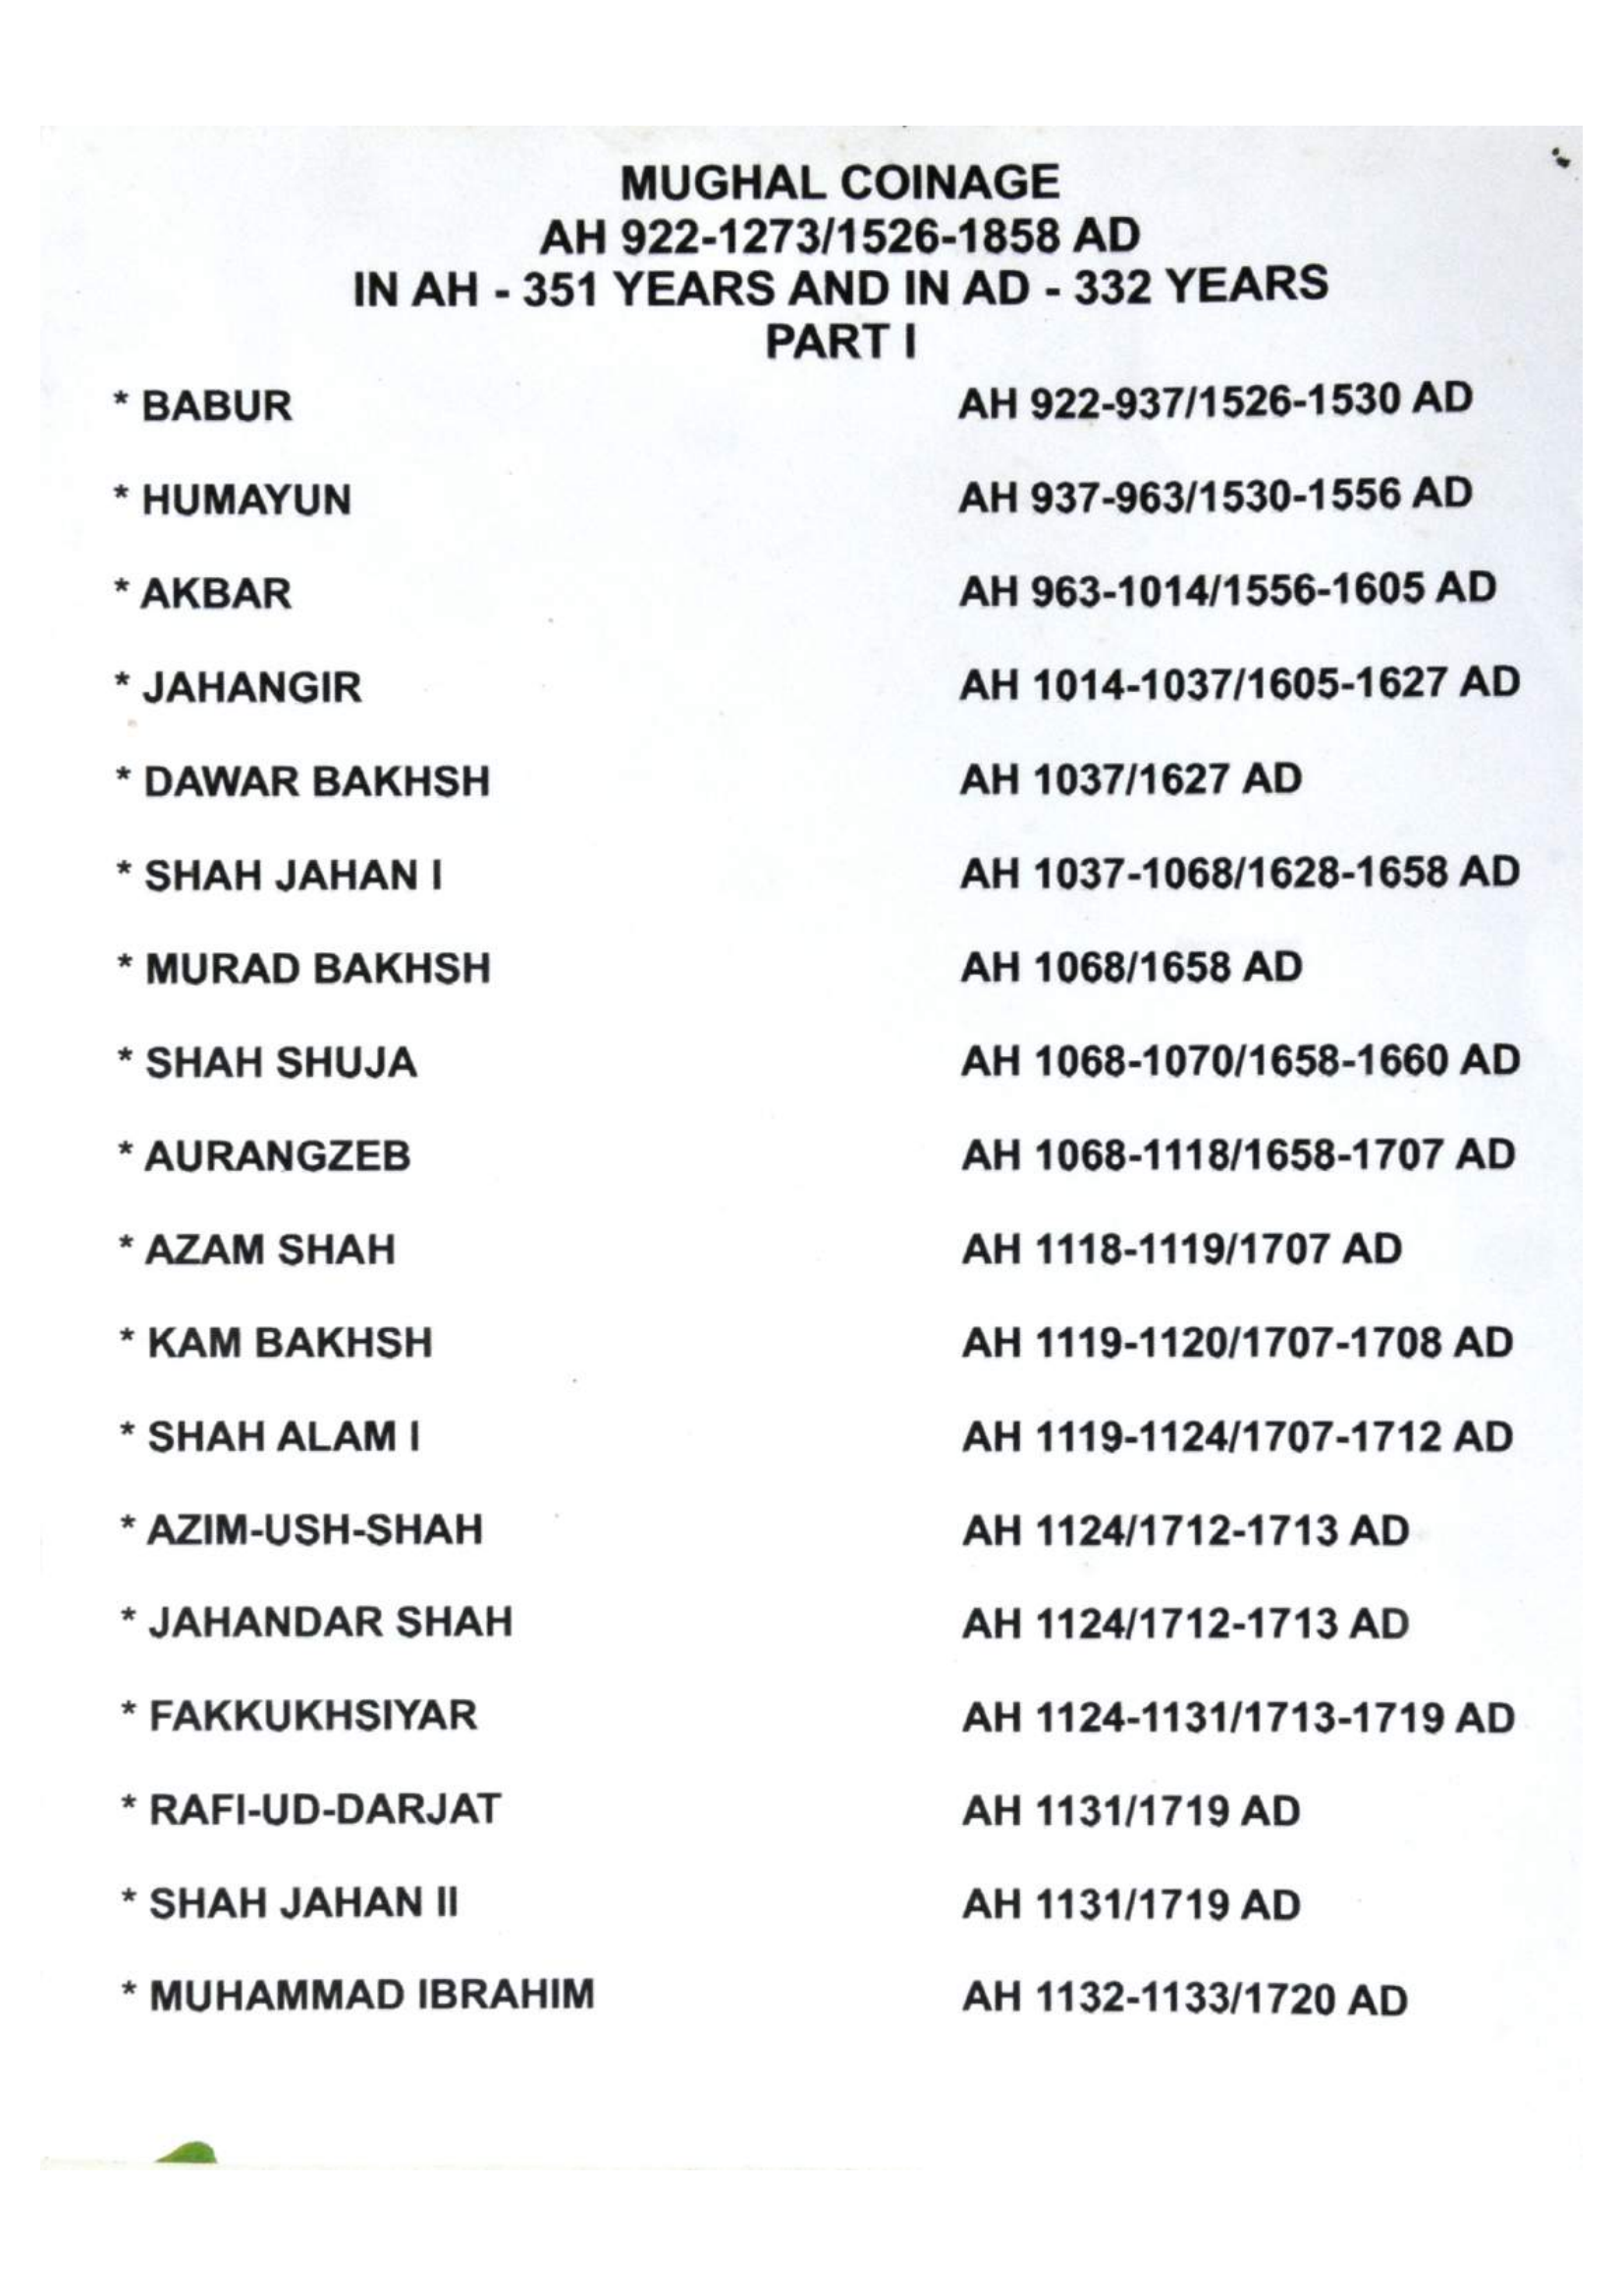 MUGHAL COINAGE
AH 922-1273/1526-1858 AD
IN AH - 351 YEARS AND IN AD - 332 YEARS
PART I
* BABUR AH 922-937/1526-1530 AD
* HUMAYUN AH 937-963/1530-1556 AD
* AKBAR AH 963-1014/1556-1605 AD
* JAHANGIR AH 1014-1037/1605-1627 AD
* DAWAR BAKHSH AH 1037/1627 AD
* SHAH JAHAN I AH 1037-1068/1628-1658 AD
* MURAD BAKHSH AH 1068/1658 AD
* SHAH SHUJA AH 1068-1070/1658-1660 AD
* AURANGZEB AH 1068-1118/1658-1707 AD
* AZAM SHAH AH 1118-1119/1707 AD
* KAM BAKHSH AH 1119-1120/1707-1708 AD
* SHAH ALAM I AH 1119-1124/1707-1712 AD
* AZIM-USH-SHAH AH 1124/1712-1713 AD
* JAHANDAR SHAH AH 1124/1712-1713 AD
* FAKKUKHSIYAR AH 1124-1131/1713-1719 AD
* RAFI-UD-DARJAT AH 1131/1719 AD
* SHAH JAHAN II AH 1131/1719 AD
* MUHAMMAD IBRAHIM AH 1132-1133/1720 AD